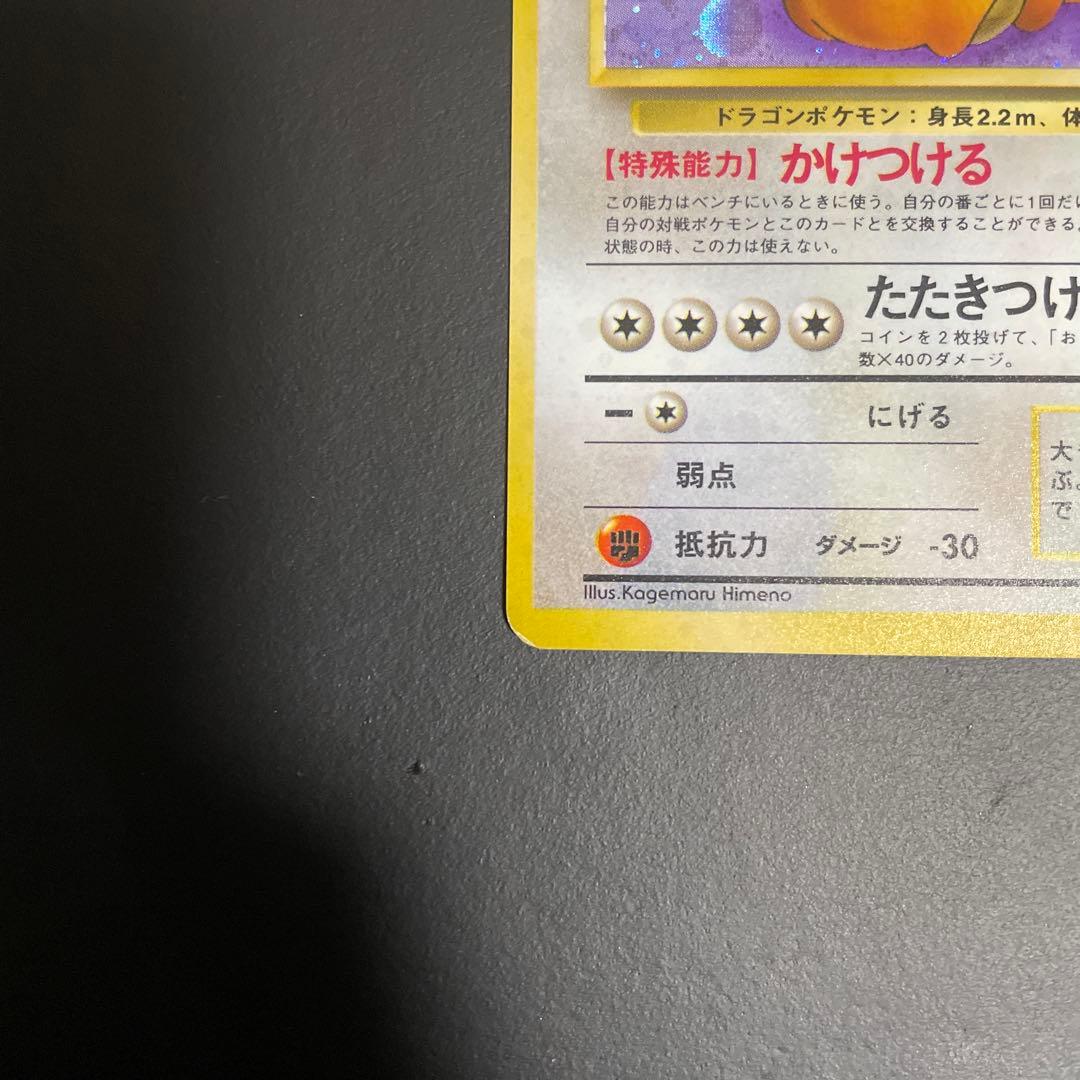 ドラゴンポケモン：身長2.2m、体
【特殊能力】かけつける
この能力はベンチにいるときに使う。自分の番ごとに1回だけ
自分の対戦ポケモンとこのカードとを交換することができる。
状態の時、この力は使えない。
たたきつけ
コインを2枚投げて、「お
数×40のダメージ。
ー にげる
弱点
抵抗力 ダメージ -30
大
ぶ。
で
Illus.Kagemaru Himeno